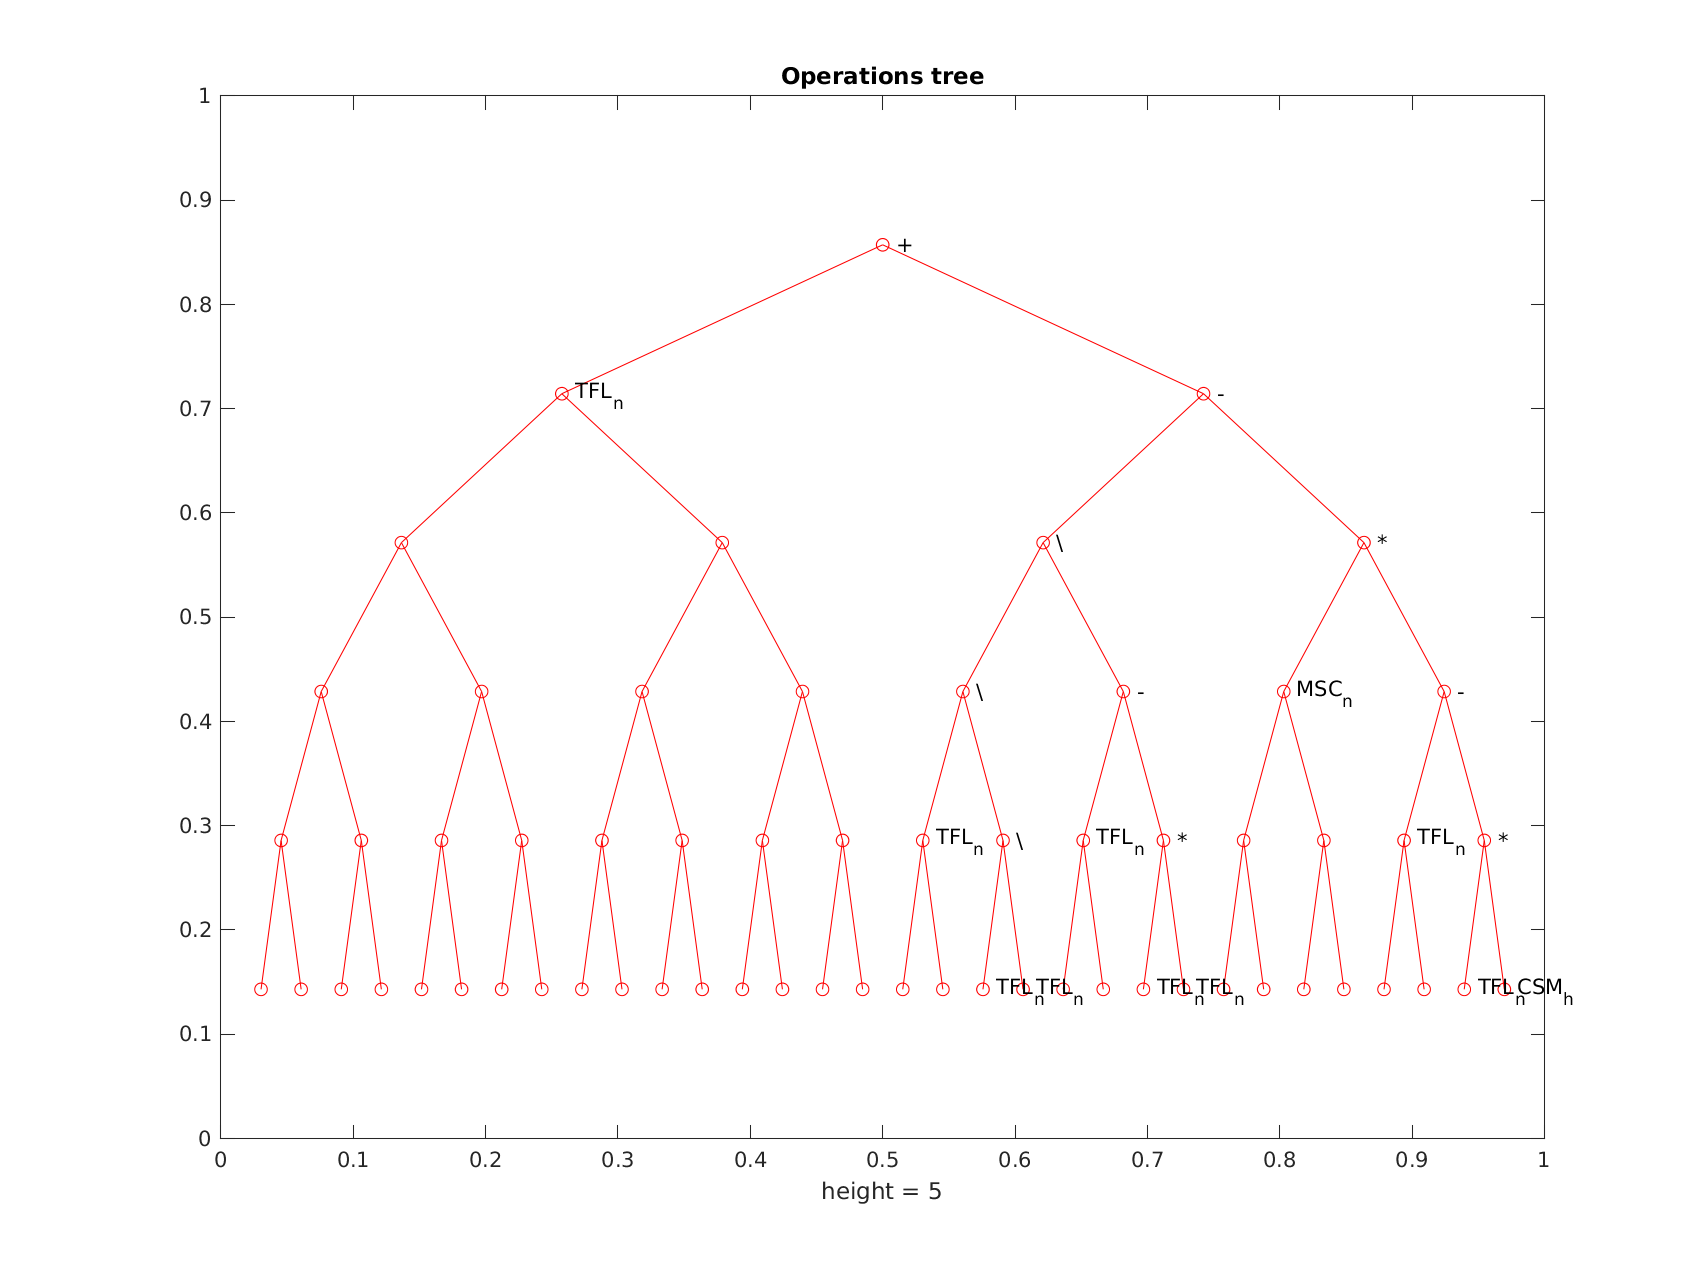 Operations tree
1
0.9
+
0.8
TFLn -
0.7
0.6
\ *
0.5
\ - MSCn -
0.4
0.3
TFLn \ TFLn * TFLn *
0.2
TFLn TFLn TFLn TFLn TFLn CSMh
0.1
0
0 0.1 0.2 0.3 0.4 0.5 0.6 0.7 0.8 0.9 1
height = 5